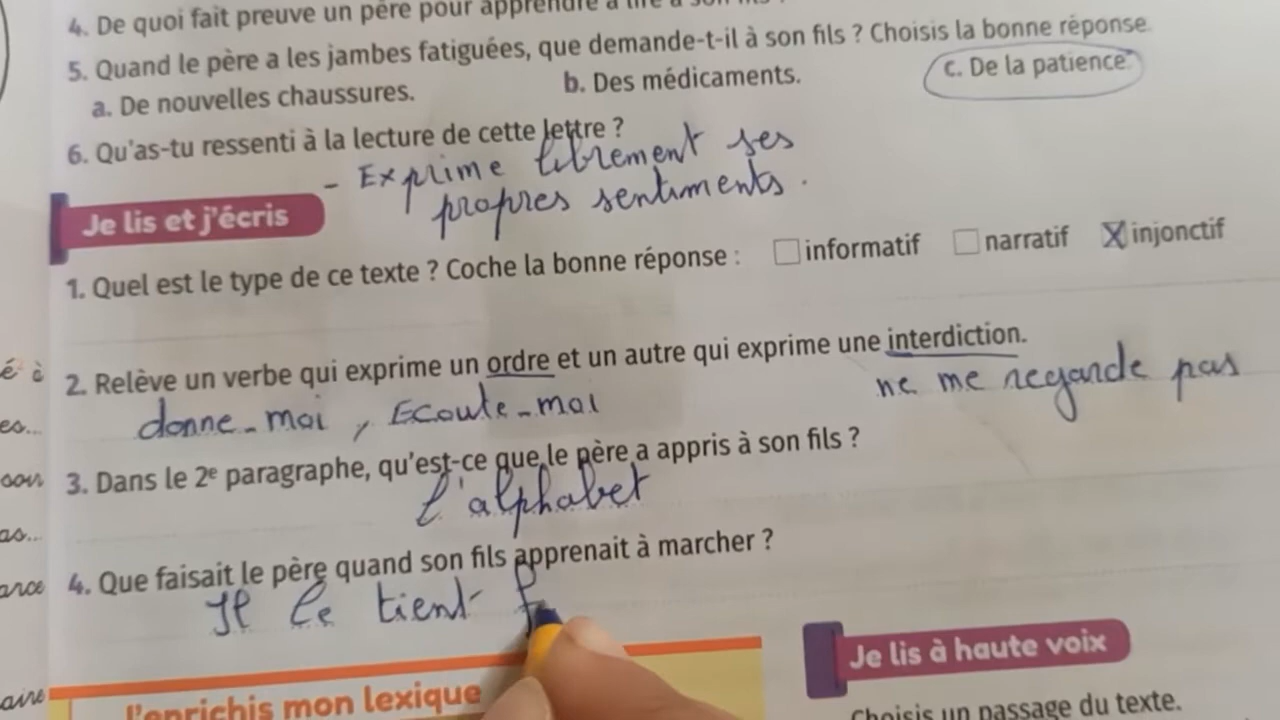 4. De quoi fait preuve un père pour apprendre à lire à son fils ?
5. Quand le père a les jambes fatiguées, que demande-t-il à son fils ? Choisis la bonne réponse.
a. De nouvelles chaussures. b. Des médicaments. c. De la patience.
6. Qu'as-tu ressenti à la lecture de cette lettre ?
- Exprime librement ses
propres sentiments.
Je lis et j'écris
1. Quel est le type de ce texte ? Coche la bonne réponse : informatif narratif injonctif
é à
2. Relève un verbe qui exprime un ordre et un autre qui exprime une interdiction.
es...
donne-moi, Ecoute-moi ne me regarde pas
son
3. Dans le 2e paragraphe, qu'est-ce que le père a appris à son fils ?
l'alphabet
as...
4. Que faisait le père quand son fils apprenait à marcher ?
Il le tient
aire
J'enrichis mon lexique
Je lis à haute voix
Choisis un passage du texte.